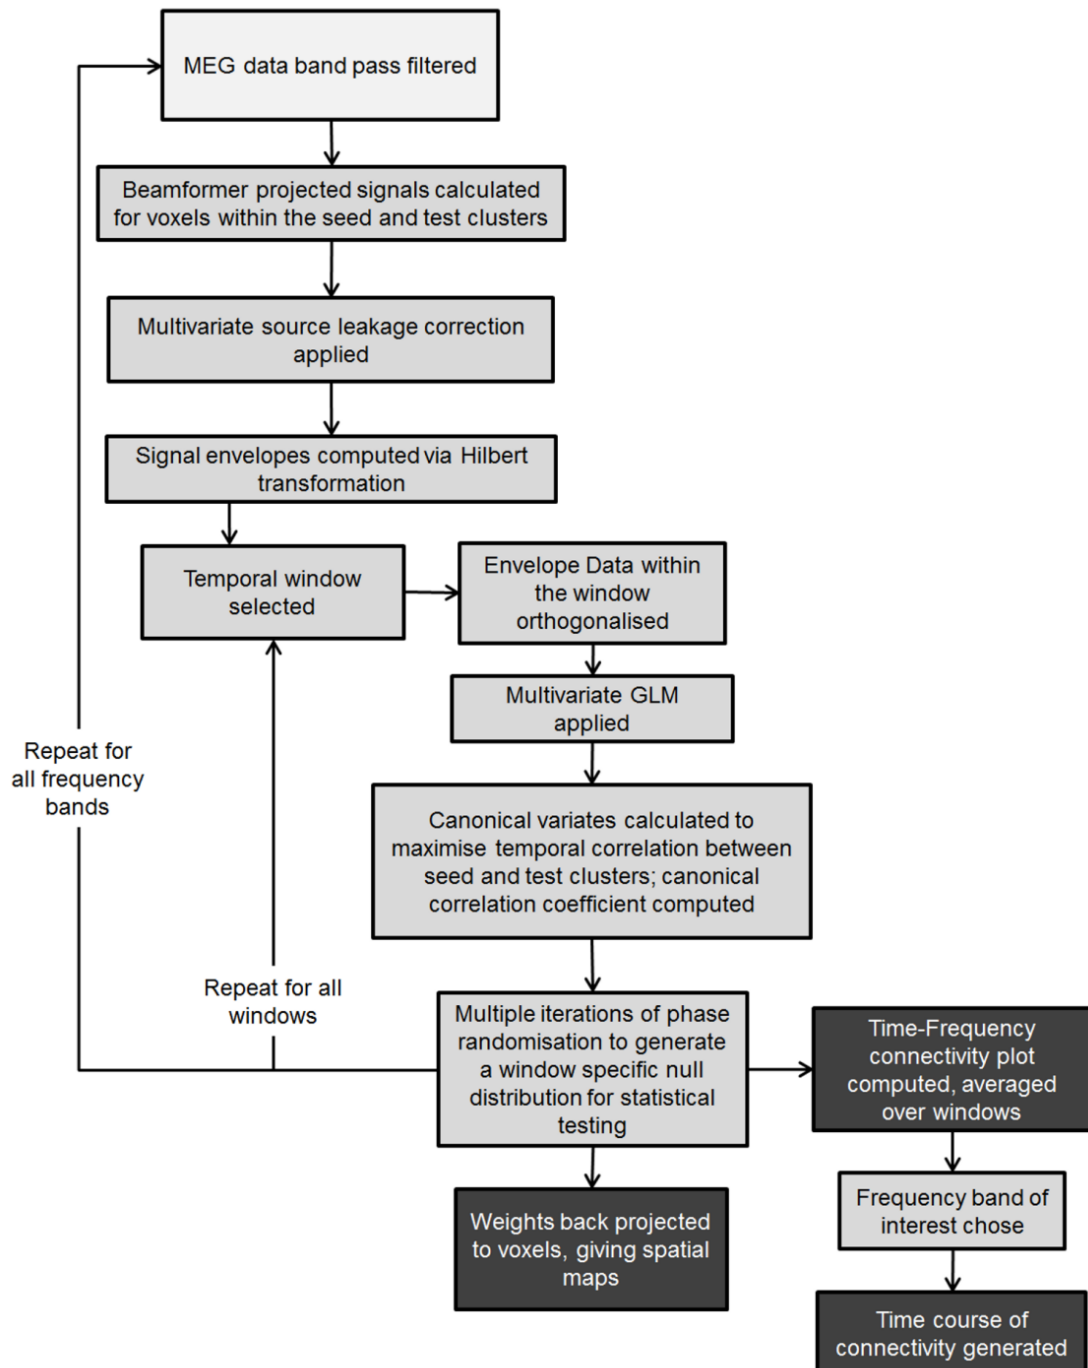 MEG data band pass filtered
Beamformer projected signals calculated
for voxels within the seed and test clusters
Multivariate source leakage correction
applied
Signal envelopes computed via Hilbert
transformation
Temporal window
selected
Envelope Data within
the window
orthogonalised
Multivariate GLM
applied
Repeat for
all frequency
bands
Canonical variates calculated to
maximise temporal correlation between
seed and test clusters; canonical
correlation coefficient computed
Repeat for all
windows
Multiple iterations of phase
randomisation to generate
a window specific null
distribution for statistical
testing
Time-Frequency
connectivity plot
computed, averaged
over windows
Weights back projected
to voxels, giving spatial
maps
Frequency band of
interest chose
Time course of
connectivity generated